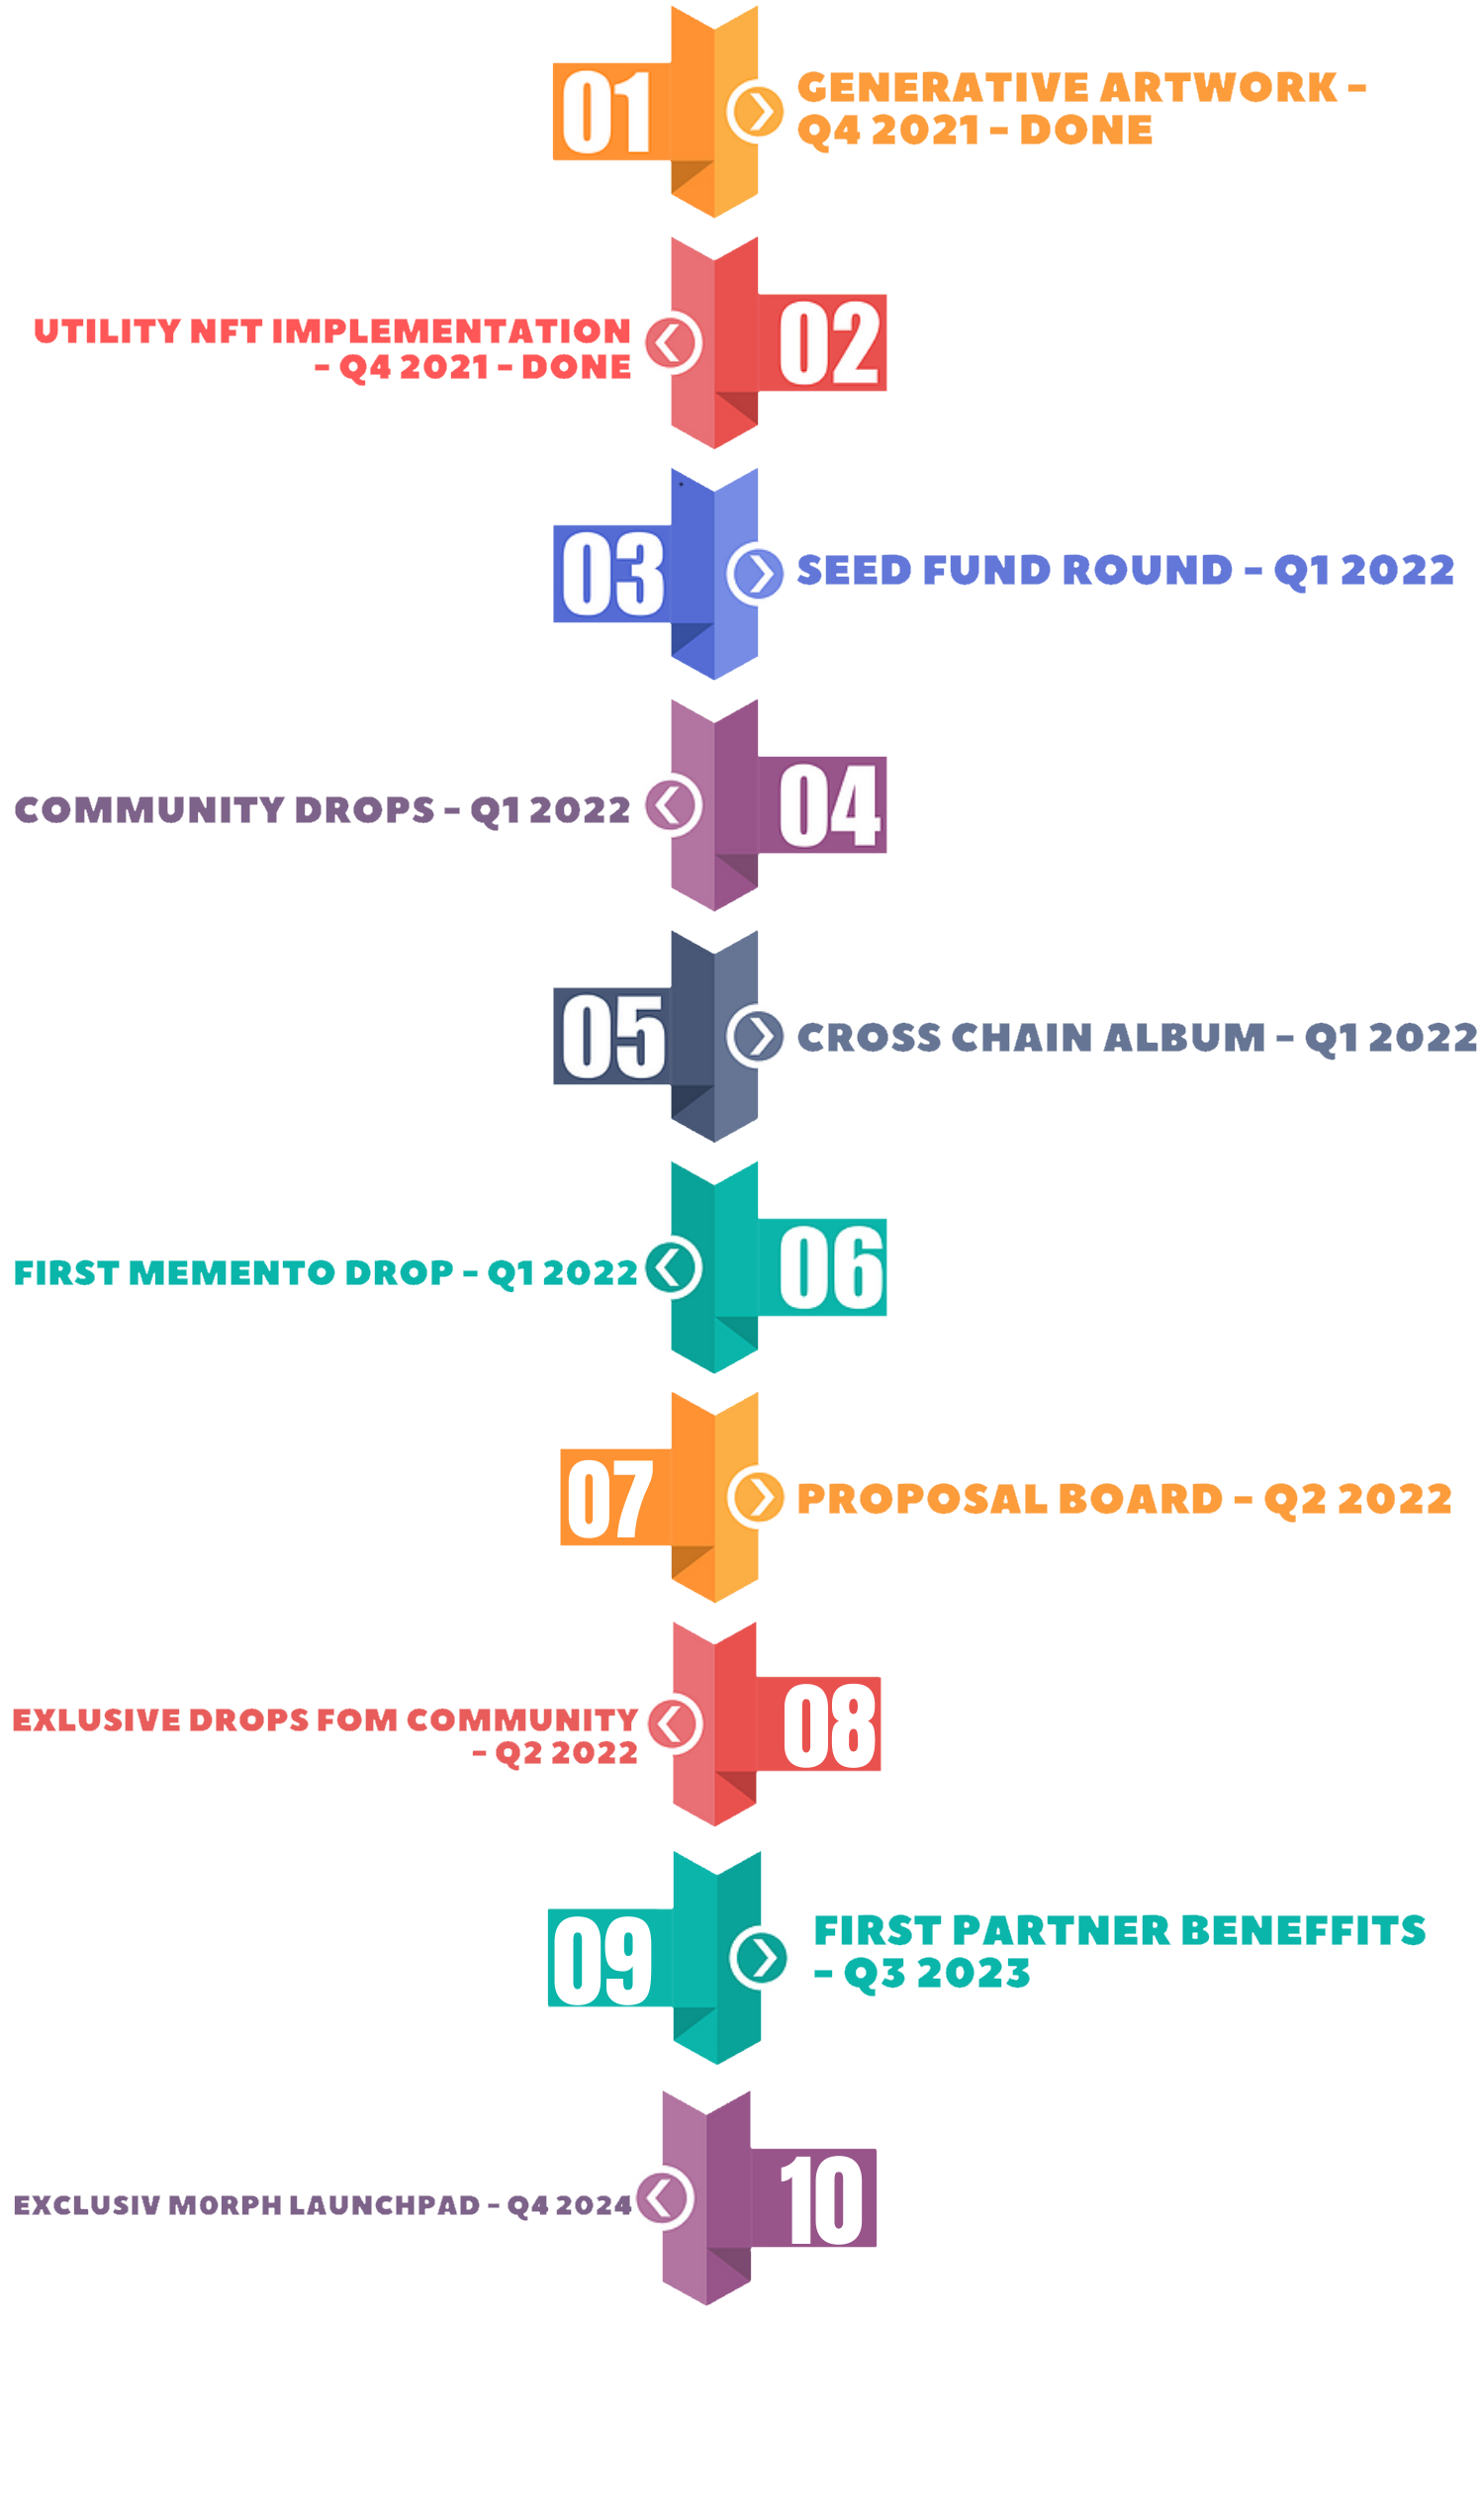 01
GENERATIVE ARTWORK –
Q4 2021 – DONE
UTILITY NFT IMPLEMENTATION
– Q4 2021 – DONE
02
03
SEED FUND ROUND – Q1 2022
COMMUNITY DROPS – Q1 2022
04
05
CROSS CHAIN ALBUM – Q1 2022
FIRST MEMENTO DROP – Q1 2022
06
07
PROPOSAL BOARD – Q2 2022
EXLUSIVE DROPS FOM COMMUNITY
– Q2 2022
08
09
FIRST PARTNER BENEFFITS
– Q3 2023
EXCLUSIV MORPH LAUNCHPAD – Q4 2024
10